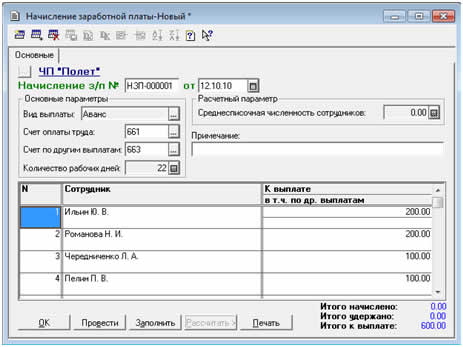 Начисление заработной платы-Новый *
Основные
... ЧП "Полет"
Начисление з/п № НЗП-000001 от 12.10.10
Основные параметры
Расчетный параметр
Вид выплаты: Аванс ...
Среднесписочная численность сотрудников: 0.00
Счет оплаты труда: 661 ...
Примечание:
Счет по другим выплатам: 663 ...
Количество рабочих дней: 22
N Сотрудник К выплате
в т.ч. по др. выплатам
1 Ильин Ю. В. 200.00
2 Романова Н. И. 200.00
3 Чередниченко Л. А. 100.00
4 Пелин П. В. 100.00
Итого начислено: 0.00
Итого удержано: 0.00
Итого к выплате: 600.00
OK Провести Заполнить Рассчитать > Печать